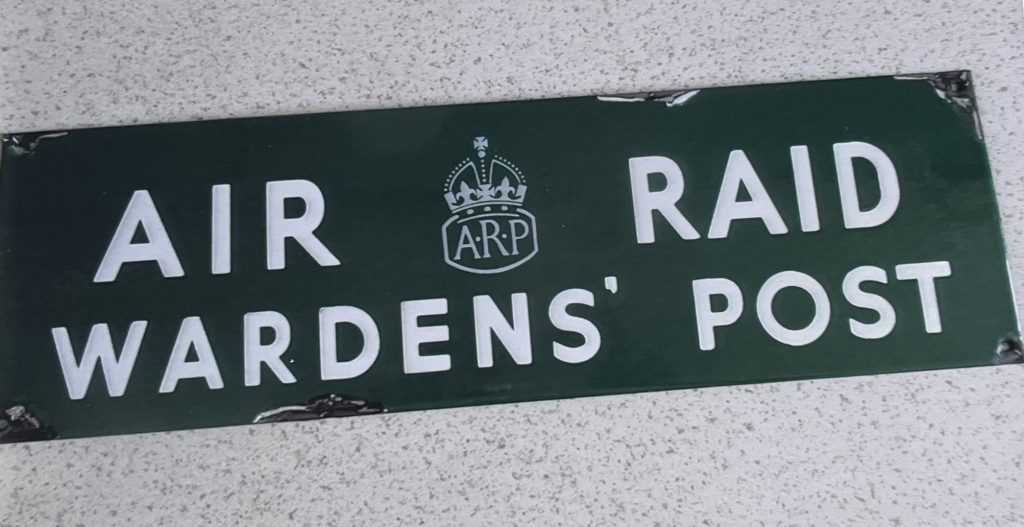 AIR RAID
A·R·P
WARDENS' POST